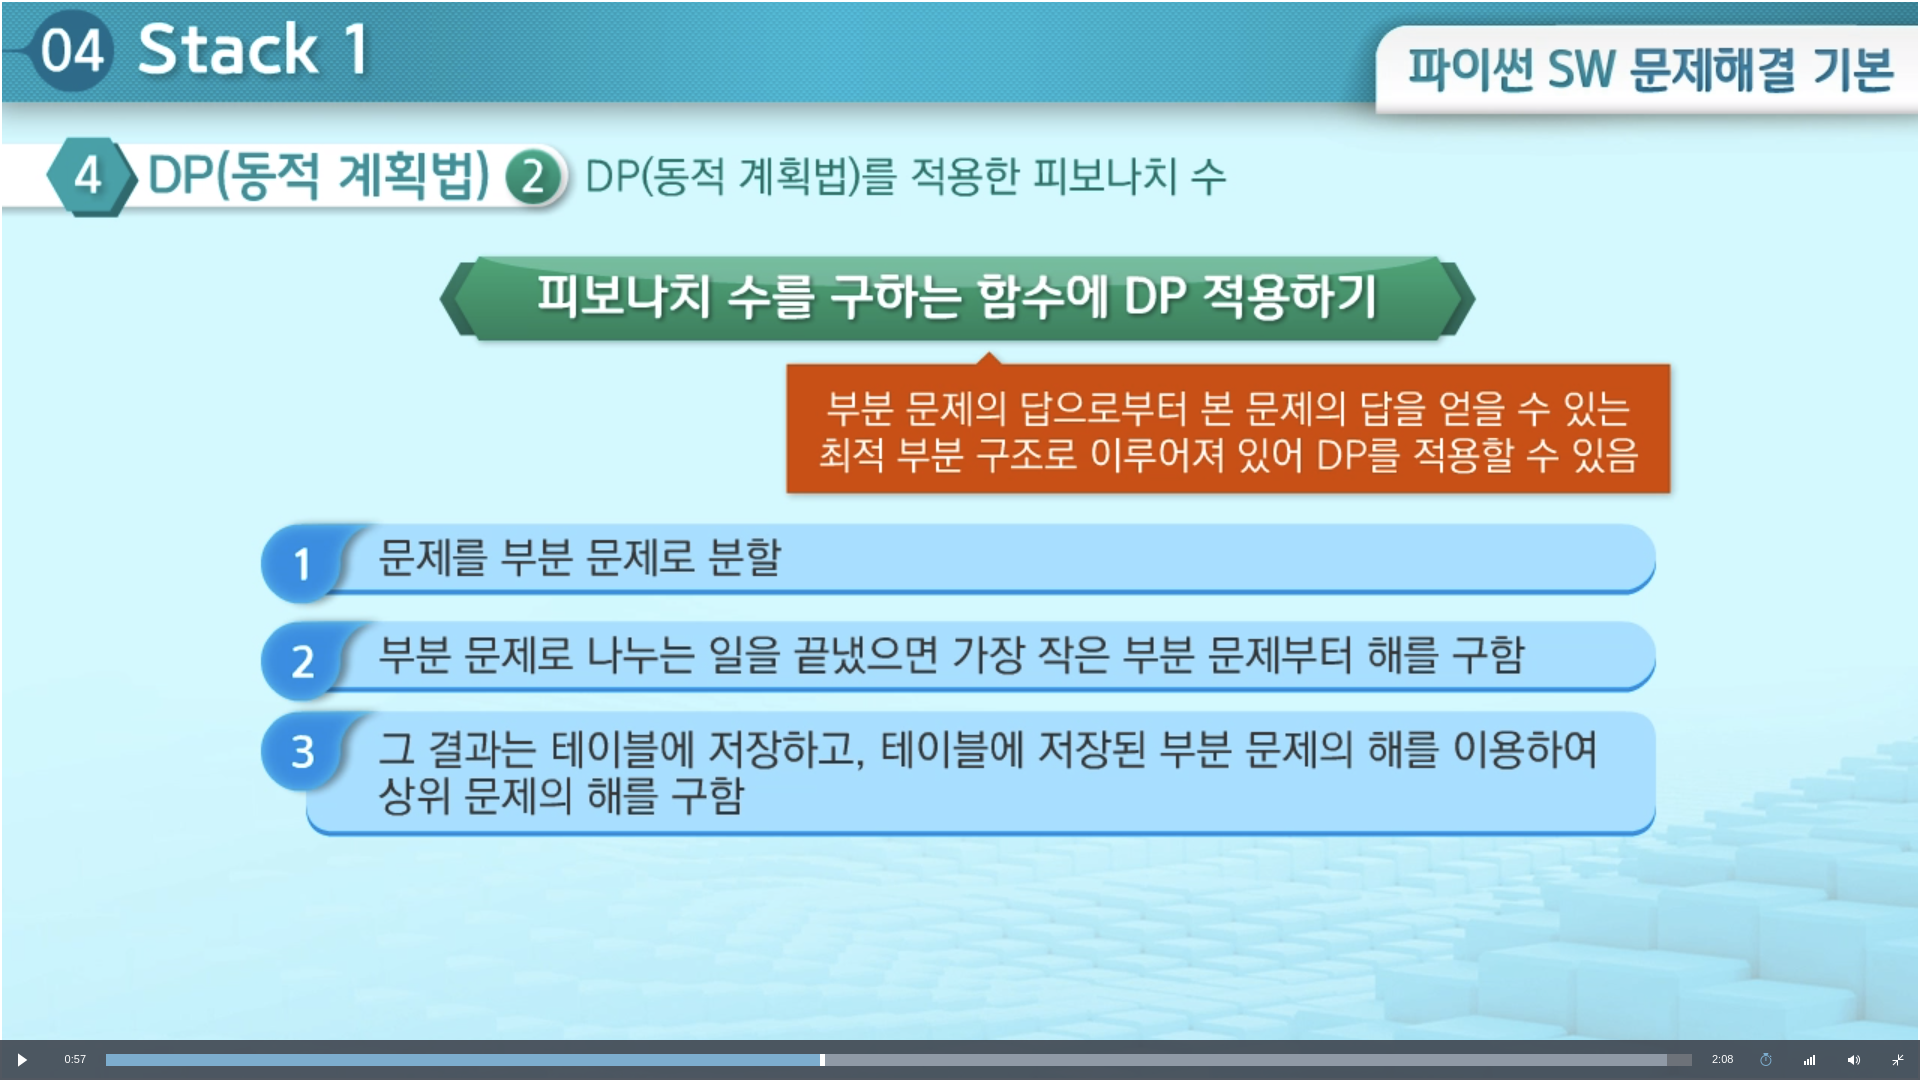 04 Stack 1
파이썬 SW 문제해결 기본
4 DP(동적 계획법) 2 DP(동적 계획법)를 적용한 피보나치 수
피보나치 수를 구하는 함수에 DP 적용하기
부분 문제의 답으로부터 본 문제의 답을 얻을 수 있는
최적 부분 구조로 이루어져 있어 DP를 적용할 수 있음
1 문제를 부분 문제로 분할
2 부분 문제로 나누는 일을 끝냈으면 가장 작은 부분 문제부터 해를 구함
3 그 결과는 테이블에 저장하고, 테이블에 저장된 부분 문제의 해를 이용하여
상위 문제의 해를 구함
0:57 2:08